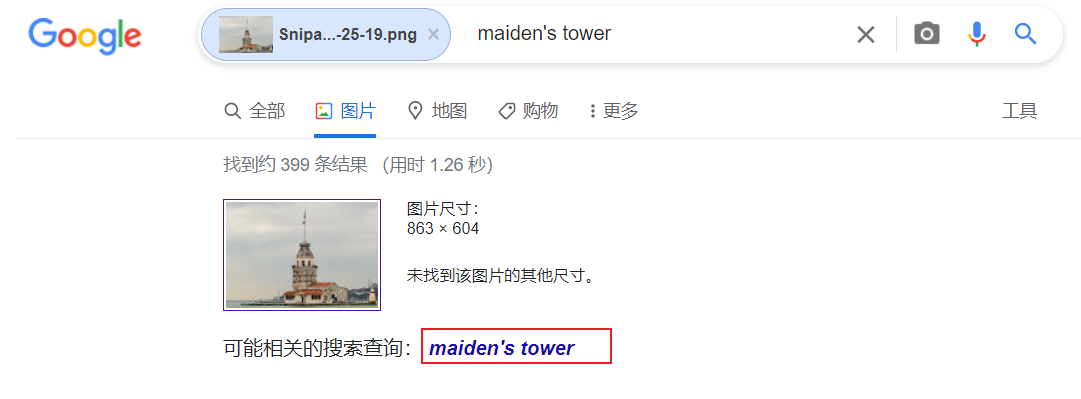 Google Snipa...-25-19.png × maiden's tower
全部 图片 地图 购物 更多 工具
找到约 399 条结果 （用时 1.26 秒）
图片尺寸：
863 × 604
未找到该图片的其他尺寸。
可能相关的搜索查询： maiden's tower